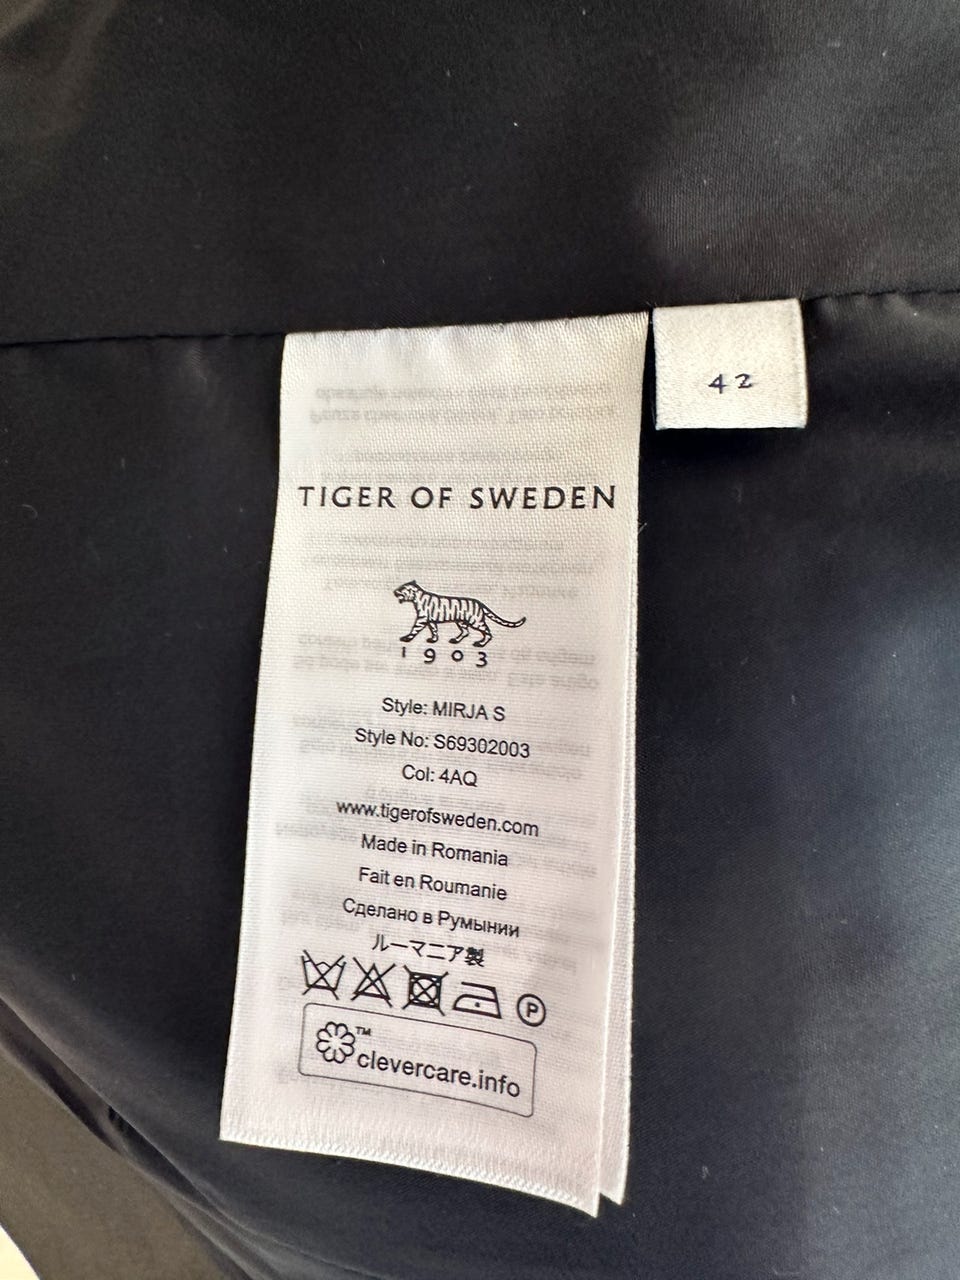 42
TIGER OF SWEDEN
1903
Style: MIRJA S
Style No: S69302003
Col: 4AQ
www.tigerofsweden.com
Made in Romania
Fait en Roumanie
Сделано в Румынии
ルーマニア製
P
™
clevercare.info